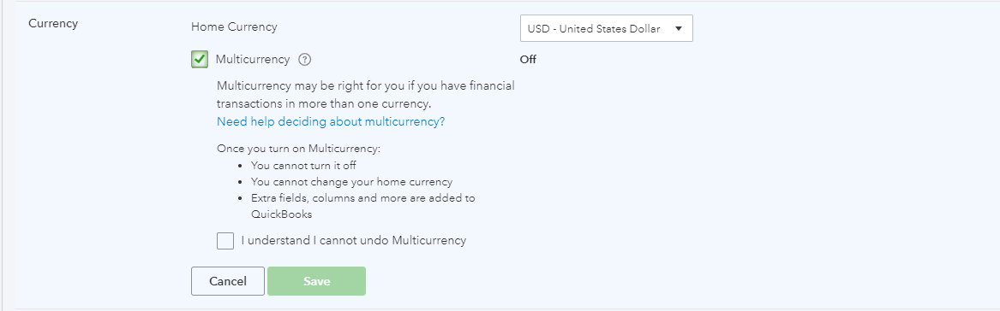 Currency
Home Currency
USD - United States Dollar
Multicurrency
Off
Multicurrency may be right for you if you have financial
transactions in more than one currency.
Need help deciding about multicurrency?
Once you turn on Multicurrency:
• You cannot turn it off
• You cannot change your home currency
• Extra fields, columns and more are added to
QuickBooks
I understand I cannot undo Multicurrency
Cancel
Save